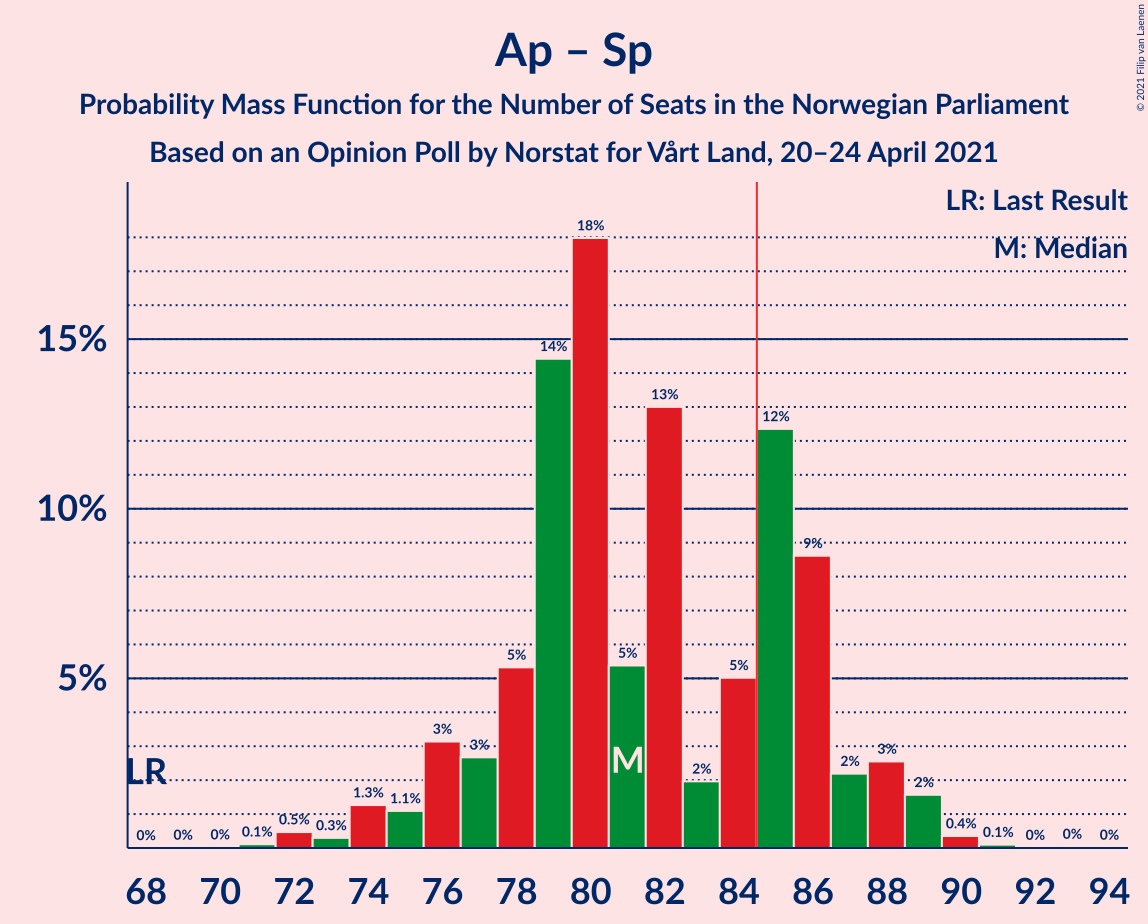 Ap – Sp
Probability Mass Function for the Number of Seats in the Norwegian Parliament
Based on an Opinion Poll by Norstat for Vårt Land, 20–24 April 2021
© 2021 Filip van Laenen
LR: Last Result
M: Median
15%
10%
5%
LR
M
0% 0% 0% 0.1% 0.5% 0.3% 1.3% 1.1% 3% 3% 5% 14% 18% 5% 13% 2% 5% 12% 9% 2% 3% 2% 0.4% 0.1% 0% 0% 0%
68 70 72 74 76 78 80 82 84 86 88 90 92 94